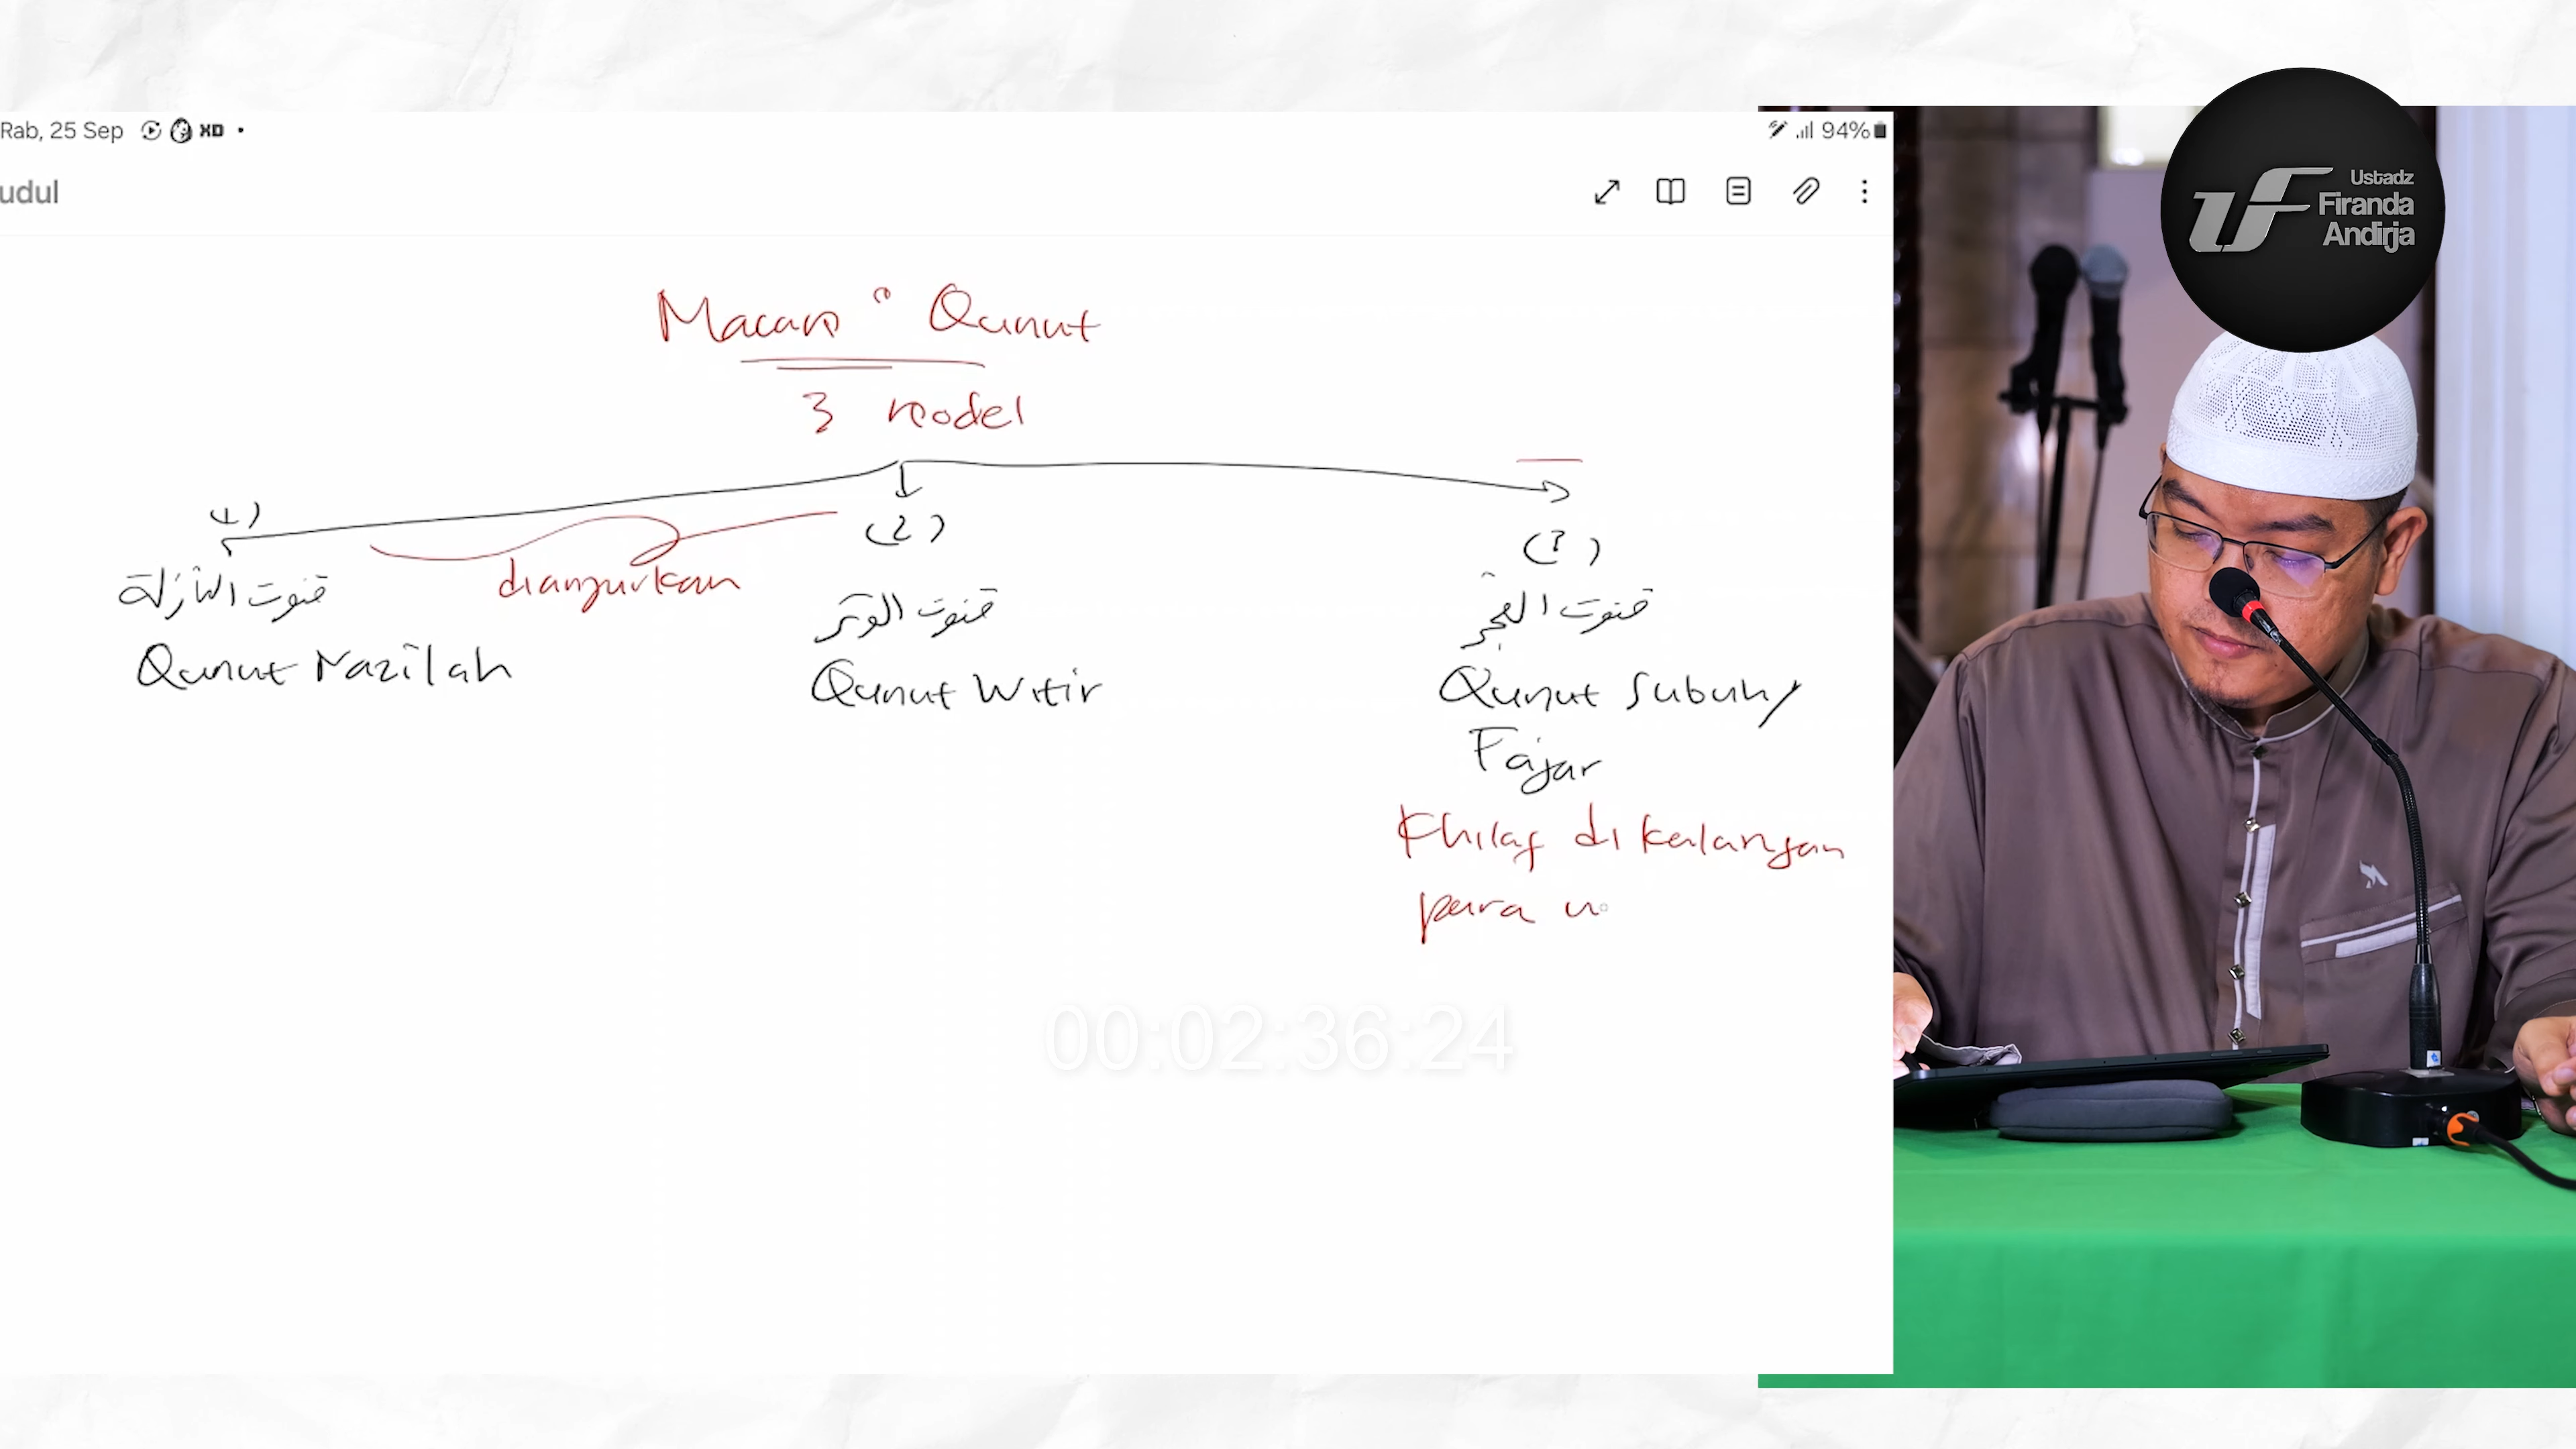 Rab, 25 Sep
94%
udul
Ustadz
Firanda
Andirja
Macam" Qunut
3 model
(1)
(2)
(3)
قنوت النازلة
dianjurkan
قنوت الوتر
قنوت الفجر
Qunut Nazilah
Qunut Witir
Qunut Subuh/
Fajar
Khilaf di kalangan
para u
00:02:36:24